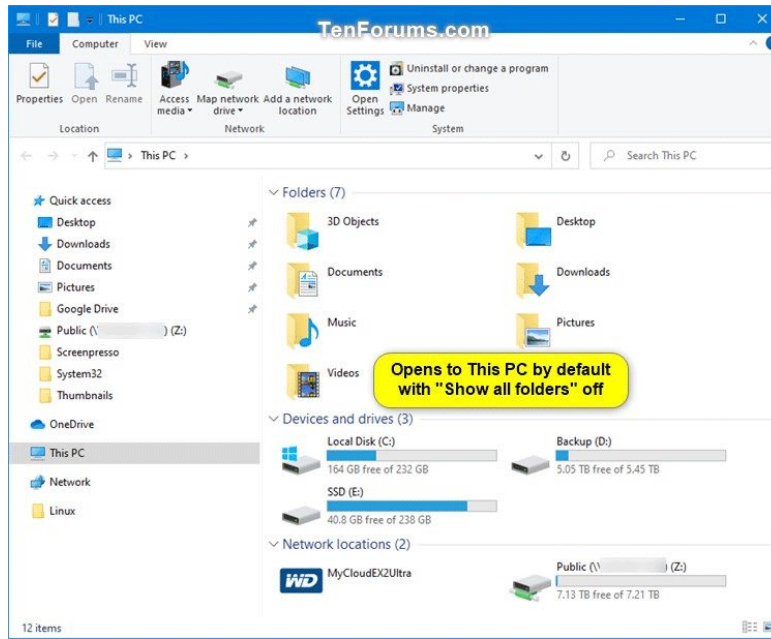 This PC
TenForums.com
File Computer View
Properties Open Rename
Access media
Map network drive
Add a network location
Open Settings
Uninstall or change a program
System properties
Manage
Location Network System
This PC
Search This PC
Quick access
Desktop
Downloads
Documents
Pictures
Google Drive
Public (\\ ) (Z:)
Screenpresso
System32
Thumbnails
OneDrive
This PC
Network
Linux
Folders (7)
3D Objects
Desktop
Documents
Downloads
Music
Pictures
Videos
Opens to This PC by default
with "Show all folders" off
Devices and drives (3)
Local Disk (C:)
164 GB free of 232 GB
Backup (D:)
5.05 TB free of 5.45 TB
SSD (E:)
40.8 GB free of 238 GB
Network locations (2)
WD
MyCloudEX2Ultra
Public (\\ ) (Z:)
7.13 TB free of 7.21 TB
12 items